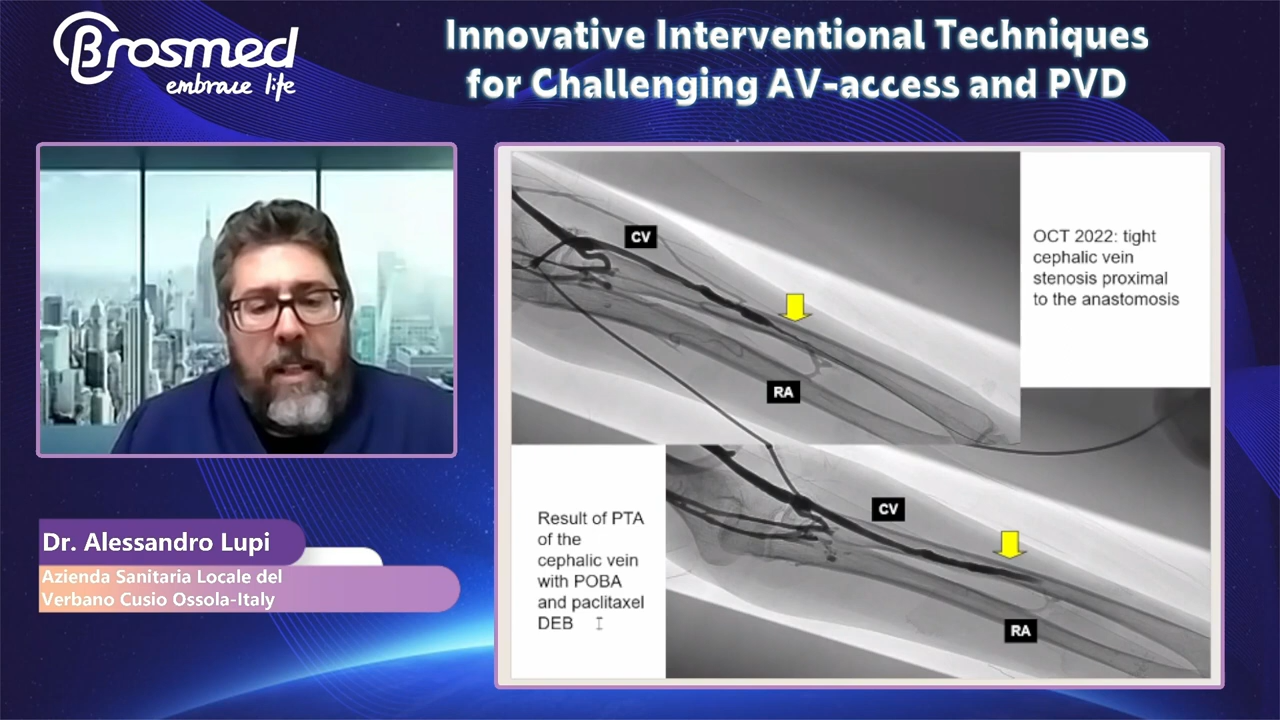 Brosmed
embrace life
Innovative Interventional Techniques
for Challenging AV-access and PVD
CV
RA
OCT 2022: tight
cephalic vein
stenosis proximal
to the anastomosis
Result of PTA
of the
cephalic vein
with POBA
and paclitaxel
DEB
CV
RA
Dr. Alessandro Lupi
Azienda Sanitaria Locale del
Verbano Cusio Ossola-Italy